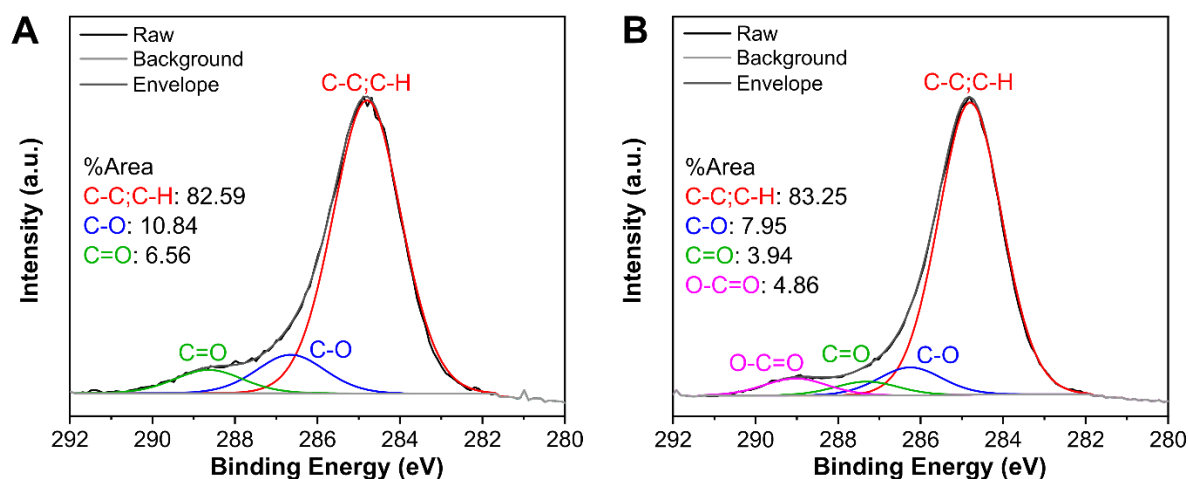 A
Raw
Background
Envelope
C-C;C-H
%Area
C-C;C-H: 82.59
C-O: 10.84
C=O: 6.56
C=O
C-O
Intensity (a.u.)
292 290 288 286 284 282 280
Binding Energy (eV)
B
Raw
Background
Envelope
C-C;C-H
%Area
C-C;C-H: 83.25
C-O: 7.95
C=O: 3.94
O-C=O: 4.86
O-C=O
C=O
C-O
Intensity (a.u.)
292 290 288 286 284 282 280
Binding Energy (eV)